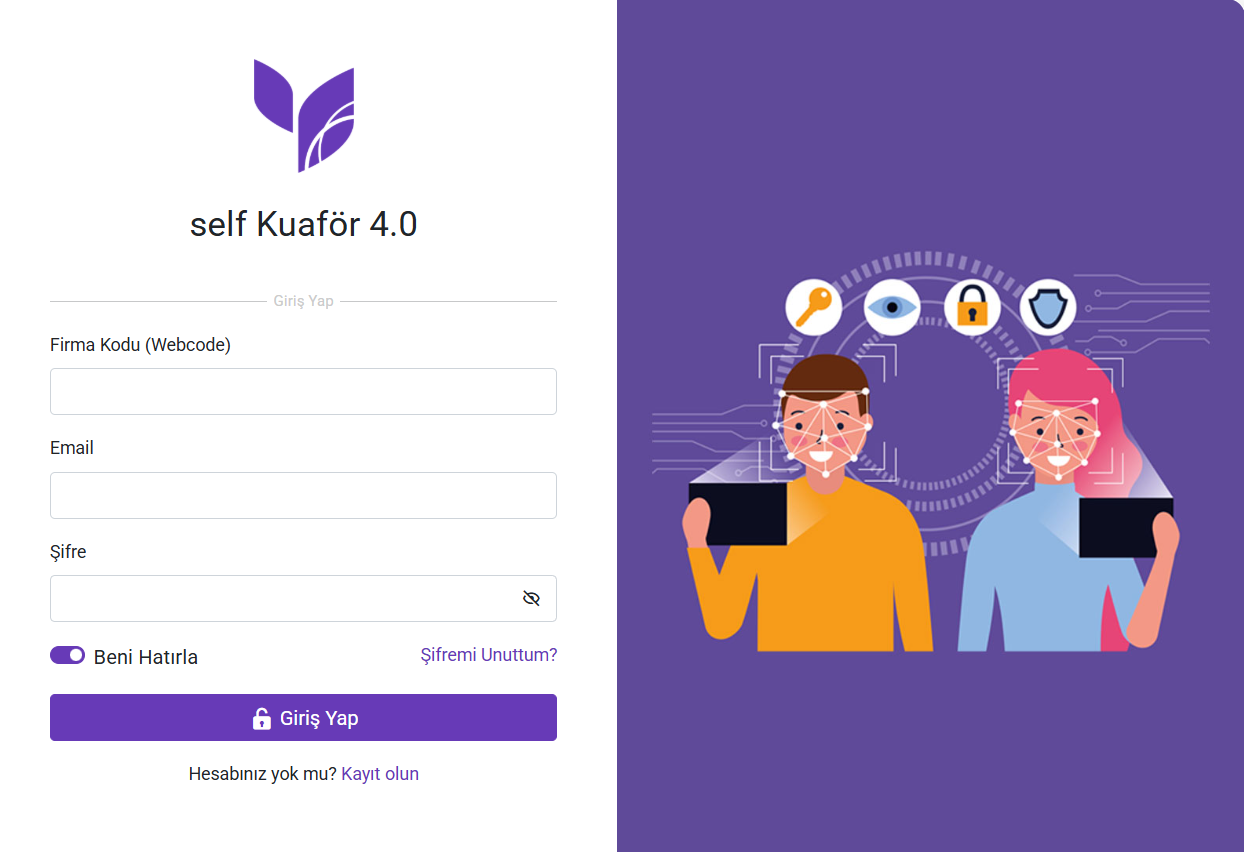 self Kuaför 4.0
Giriş Yap
Firma Kodu (Webcode)
Email
Şifre
Beni Hatırla
Şifremi Unuttum?
Giriş Yap
Hesabınız yok mu? Kayıt olun